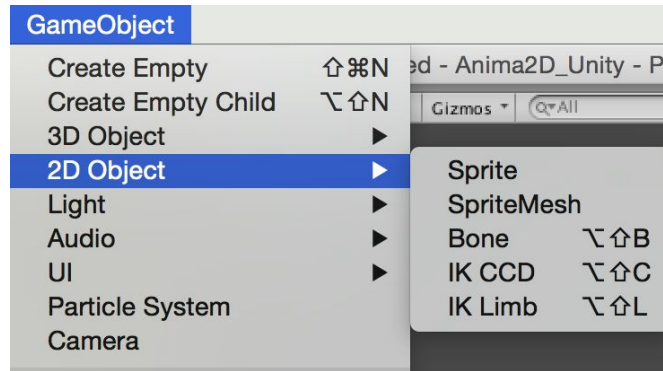 GameObject
Create Empty ⇧⌘N
ed - Anima2D_Unity - P
Create Empty Child ⌥⇧N
Gizmos All
3D Object ▶
2D Object ▶
Light ▶
Audio ▶
UI ▶
Particle System
Camera
Sprite
SpriteMesh
Bone ⌥⇧B
IK CCD ⌥⇧C
IK Limb ⌥⇧L